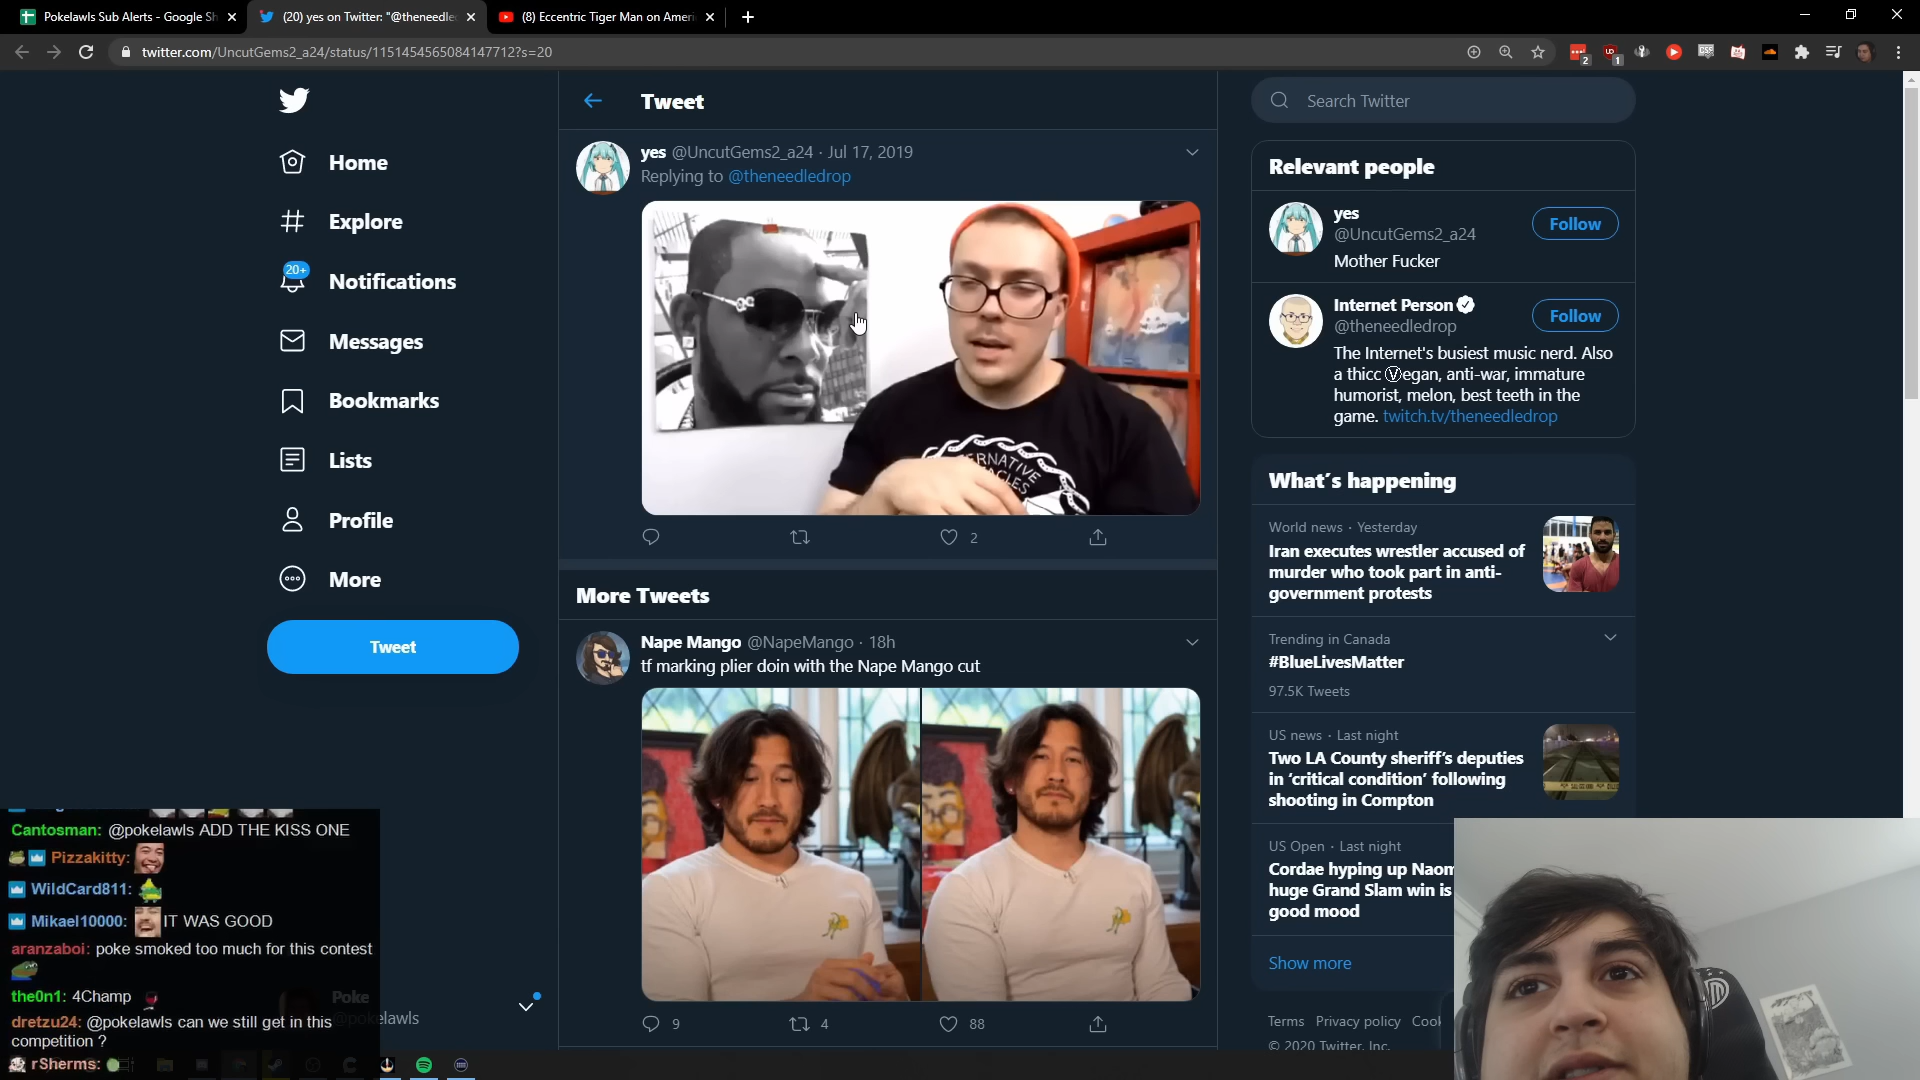 Pokelawls Sub Alerts - Google Sh
(20) yes on Twitter: "@theneedle
(8) Eccentric Tiger Man on Ameri
twitter.com/UncutGems2_a24/status/1151454565084147712?s=20
2
1
Home
Explore
20+
Notifications
Messages
Bookmarks
Lists
Profile
More
Tweet
Poke
@pokelawls
Tweet
yes @UncutGems2_a24 · Jul 17, 2019
Replying to @theneedledrop
2
More Tweets
Nape Mango @NapeMango · 18h
tf marking plier doin with the Nape Mango cut
9
4
88
Search Twitter
Relevant people
yes
@UncutGems2_a24
Follow
Mother Fucker
Internet Person
@theneedledrop
Follow
The Internet's busiest music nerd. Also
a thicc Ⓥegan, anti-war, immature
humorist, melon, best teeth in the
game. twitch.tv/theneedledrop
What's happening
World news · Yesterday
Iran executes wrestler accused of
murder who took part in anti-
government protests
Trending in Canada
#BlueLivesMatter
97.5K Tweets
US news · Last night
Two LA County sheriff's deputies
in 'critical condition' following
shooting in Compton
US Open · Last night
Cordae hyping up Naom
huge Grand Slam win is
good mood
Show more
Terms Privacy policy Cook
© 2020 Twitter, Inc.
Cantosman: @pokelawls ADD THE KISS ONE
Pizzakitty:
WildCard811:
Mikael10000: IT WAS GOOD
aranzaboi: poke smoked too much for this contest
the0n1: 4Champ
dretzu24: @pokelawls can we still get in this
competition ?
rSherms: